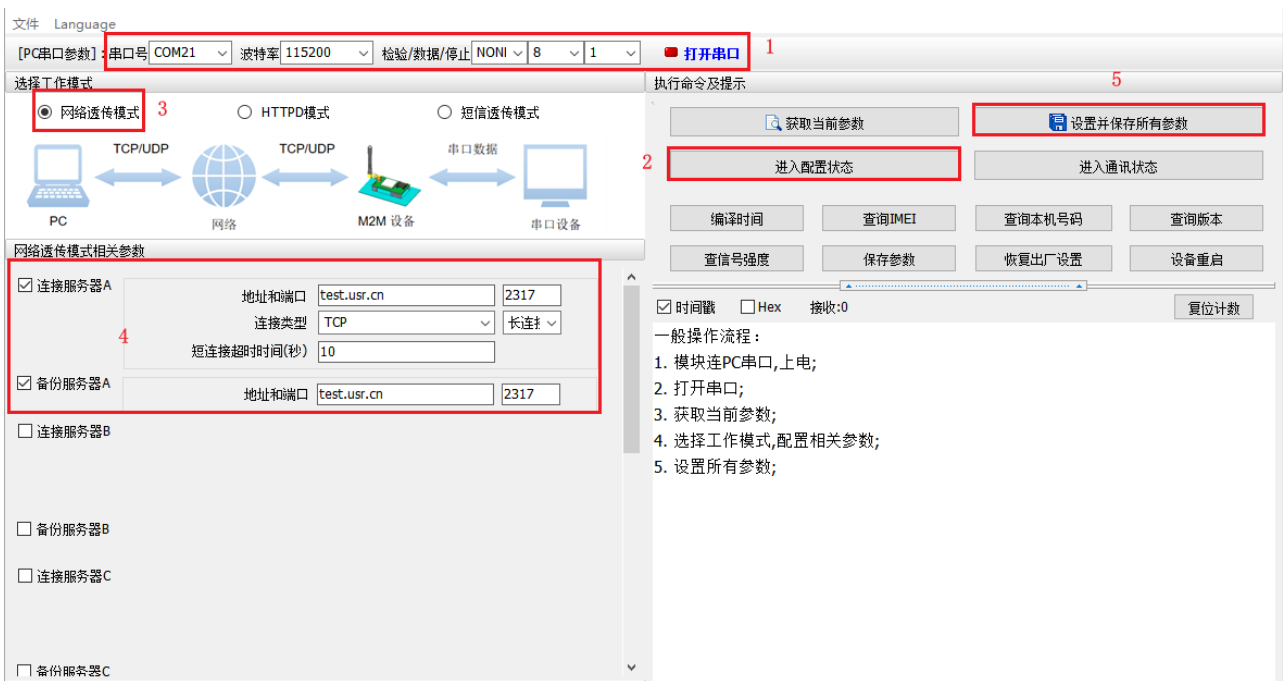 文件 Language
[PC串口参数]:串口号 COM21 波特率 115200 检验/数据/停止 NONI 8 1 打开串口 1
选择工作模式
网络透传模式 3 HTTPD模式 短信透传模式
TCP/UDP TCP/UDP 串口数据
PC 网络 M2M 设备 串口设备
网络透传模式相关参数
连接服务器A
地址和端口 test.usr.cn 2317
连接类型 TCP 长连接
4
短连接超时时间(秒) 10
备份服务器A
地址和端口 test.usr.cn 2317
连接服务器B
备份服务器B
连接服务器C
备份服务器C
执行命令及提示 5
获取当前参数 设置并保存所有参数
2 进入配置状态 进入通讯状态
编译时间 查询IMEI 查询本机号码 查询版本
查信号强度 保存参数 恢复出厂设置 设备重启
时间戳 Hex 接收:0 复位计数
一般操作流程:
1. 模块连PC串口,上电;
2. 打开串口;
3. 获取当前参数;
4. 选择工作模式,配置相关参数;
5. 设置所有参数;